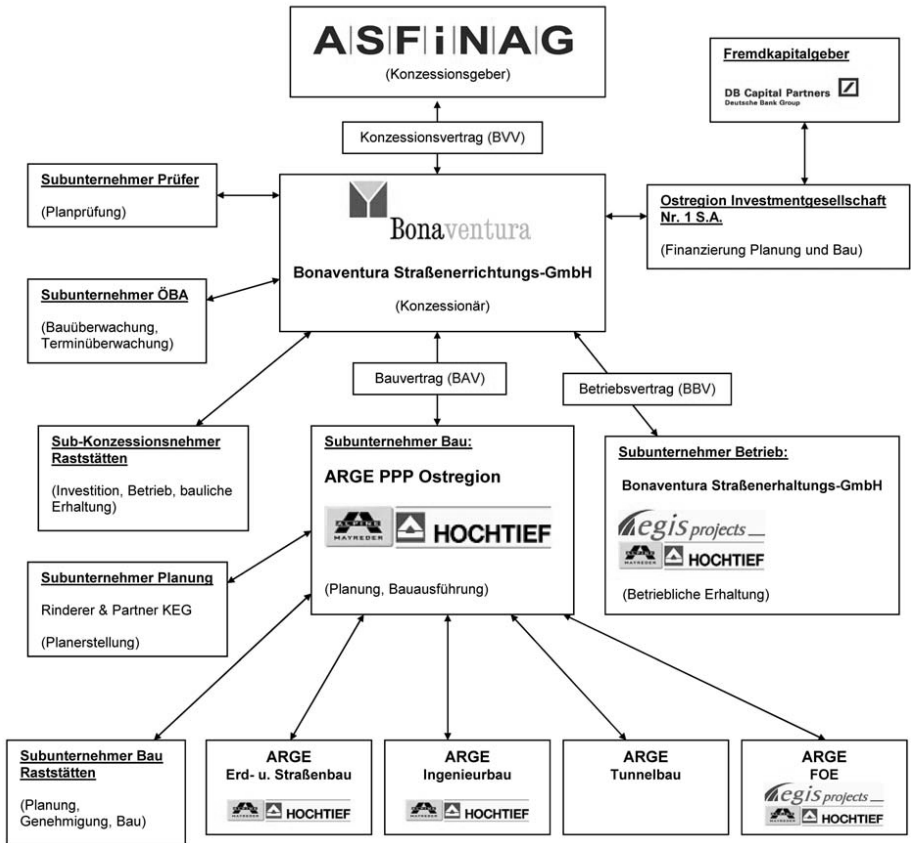 ASFiNAG
(Konzessionsgeber)
Fremdkapitalgeber
DB Capital Partners
Deutsche Bank Group
Konzessionsvertrag (BVV)
Subunternehmer Prüfer
(Planprüfung)
Bonaventura
Bonaventura Straßenerrichtungs-GmbH
(Konzessionär)
Ostregion Investmentgesellschaft
Nr. 1 S.A.
(Finanzierung Planung und Bau)
Subunternehmer ÖBA
(Bauüberwachung,
Terminüberwachung)
Bauvertrag (BAV)
Betriebsvertrag (BBV)
Sub-Konzessionsnehmer
Raststätten
(Investition, Betrieb, bauliche
Erhaltung)
Subunternehmer Bau:
ARGE PPP Ostregion
ALPINE
MAYREDER
HOCHTIEF
(Planung, Bauausführung)
Subunternehmer Betrieb:
Bonaventura Straßenerhaltungs-GmbH
egis projects
ALPINE
MAYREDER
HOCHTIEF
(Betriebliche Erhaltung)
Subunternehmer Planung
Rinderer & Partner KEG
(Planerstellung)
Subunternehmer Bau
Raststätten
(Planung,
Genehmigung, Bau)
ARGE
Erd- u. Straßenbau
ALPINE
MAYREDER
HOCHTIEF
ARGE
Ingenieurbau
ALPINE
MAYREDER
HOCHTIEF
ARGE
Tunnelbau
ARGE
FOE
egis projects
ALPINE
MAYREDER
HOCHTIEF